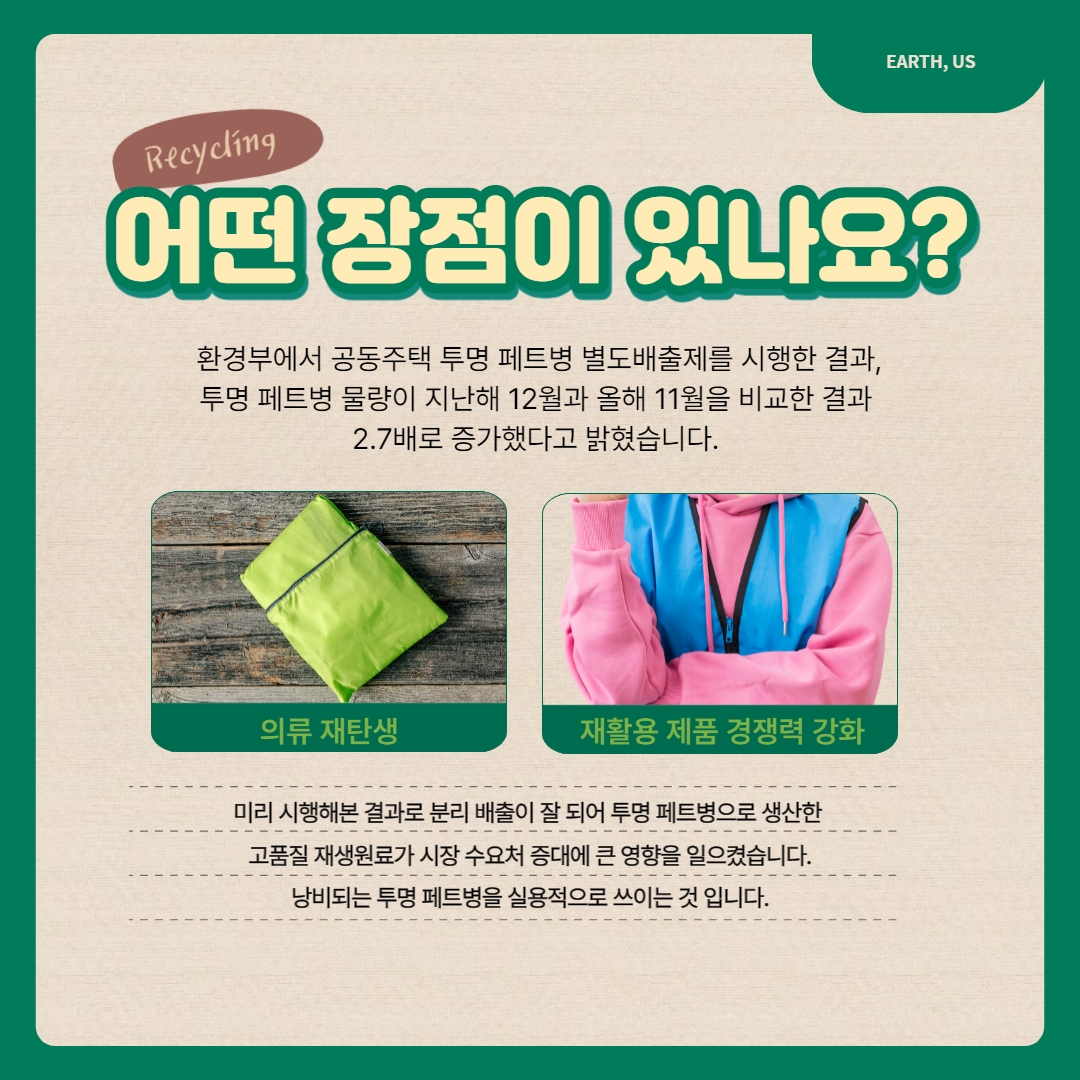 EARTH, US
Recycling
어떤 장점이 있나요?
환경부에서 공동주택 투명 페트병 별도배출제를 시행한 결과,
투명 페트병 물량이 지난해 12월과 올해 11월을 비교한 결과
2.7배로 증가했다고 밝혔습니다.
의류 재탄생
재활용 제품 경쟁력 강화
미리 시행해본 결과로 분리 배출이 잘 되어 투명 페트병으로 생산한
고품질 재생원료가 시장 수요처 증대에 큰 영향을 일으켰습니다.
낭비되는 투명 페트병을 실용적으로 쓰이는 것 입니다.